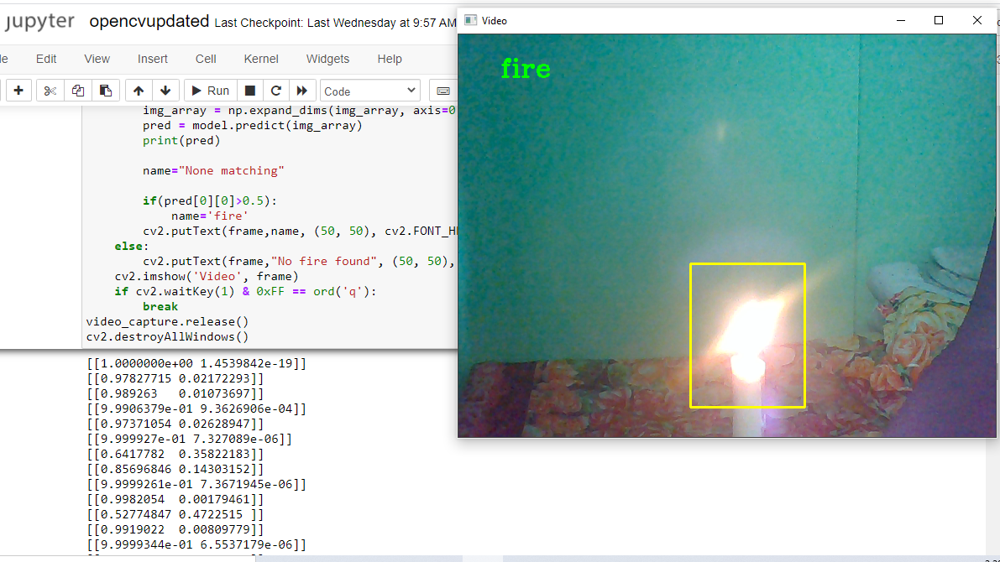 jupyter opencvupdated Last Checkpoint: Last Wednesday at 9:57 AM
Edit View Insert Cell Kernel Widgets Help
Run Code
img_array = np.expand_dims(img_array, axis=0
pred = model.predict(img_array)
print(pred)
name="None matching"
if(pred[0][0]>0.5):
name='fire'
cv2.putText(frame,name, (50, 50), cv2.FONT_HE
else:
cv2.putText(frame,"No fire found", (50, 50),
cv2.imshow('Video', frame)
if cv2.waitKey(1) & 0xFF == ord('q'):
break
video_capture.release()
cv2.destroyAllWindows()
[[1.0000000e+00 1.4539842e-19]]
[[0.97827715 0.02172293]]
[[0.989263   0.01073697]]
[[9.9906379e-01 9.3626906e-04]]
[[0.97371054 0.02628947]]
[[9.999927e-01 7.327089e-06]]
[[0.6417782  0.35822183]]
[[0.85696846 0.14303152]]
[[9.9999261e-01 7.3671945e-06]]
[[0.9982054  0.00179461]]
[[0.52774847 0.4722515 ]]
[[0.9919022  0.00809779]]
[[9.9999344e-01 6.5537179e-06]]
Video
fire